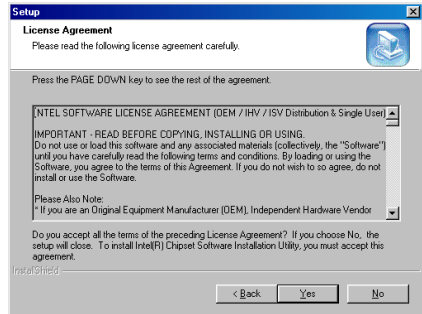 Setup
License Agreement
Please read the following license agreement carefully.
Press the PAGE DOWN key to see the rest of the agreement.
INTEL SOFTWARE LICENSE AGREEMENT (OEM / IHV / ISV Distribution & Single User)
IMPORTANT - READ BEFORE COPYING, INSTALLING OR USING.
Do not use or load this software and any associated materials (collectively, the "Software")
until you have carefully read the following terms and conditions. By loading or using the
Software, you agree to the terms of this Agreement. If you do not wish to so agree, do not
install or use the Software.
Please Also Note:
* If you are an Original Equipment Manufacturer (OEM), Independent Hardware Vendor
Do you accept all the terms of the preceding License Agreement? If you choose No, the
setup will close. To install Intel(R) Chipset Software Installation Utility, you must accept this
agreement.
InstallShield
< Back Yes No